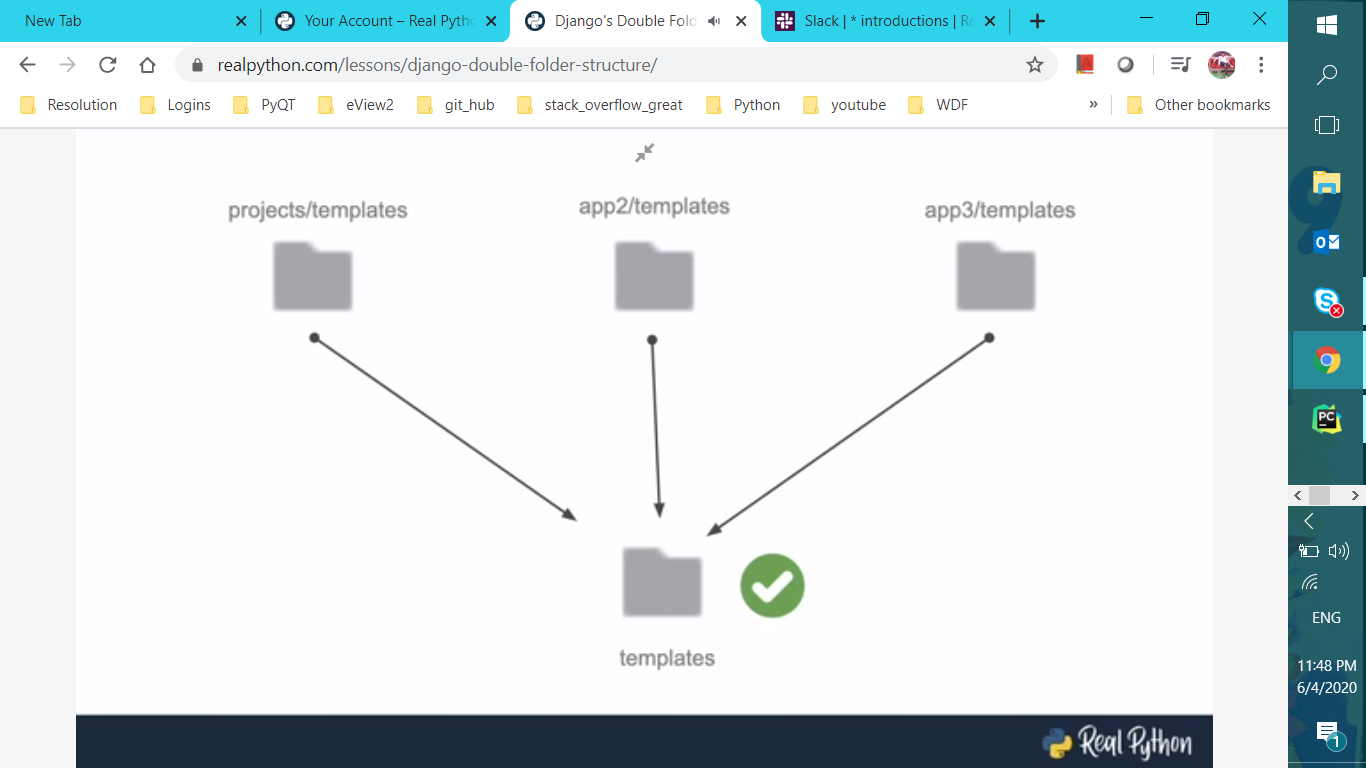 New Tab
Your Account – Real Pytho
Django's Double Fold
Slack | * introductions | Re
realpython.com/lessons/django-double-folder-structure/
Resolution
Logins
PyQT
eView2
git_hub
stack_overflow_great
Python
youtube
WDF
»
Other bookmarks
projects/templates
app2/templates
app3/templates
templates
Real Python
PC
ENG
11:48 PM
6/4/2020
1